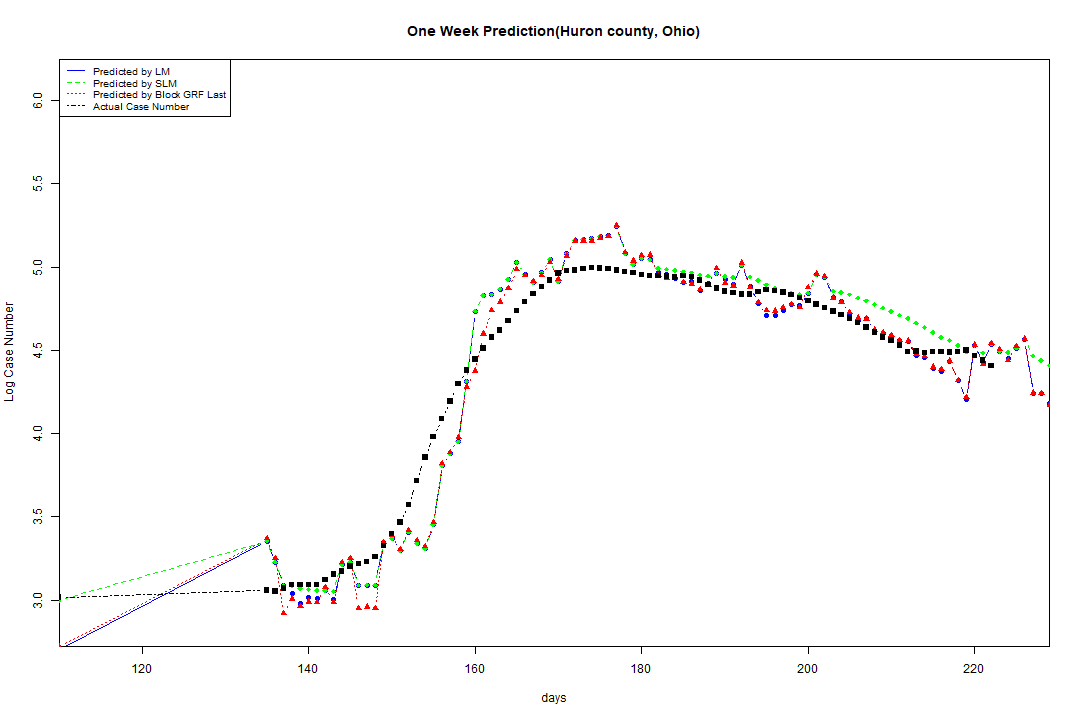 One Week Prediction(Huron county, Ohio)
Predicted by LM
Predicted by SLM
Predicted by Block GRF Last
Actual Case Number
6.0
5.5
5.0
4.5
4.0
3.5
3.0
Log Case Number
120 140 160 180 200 220
days